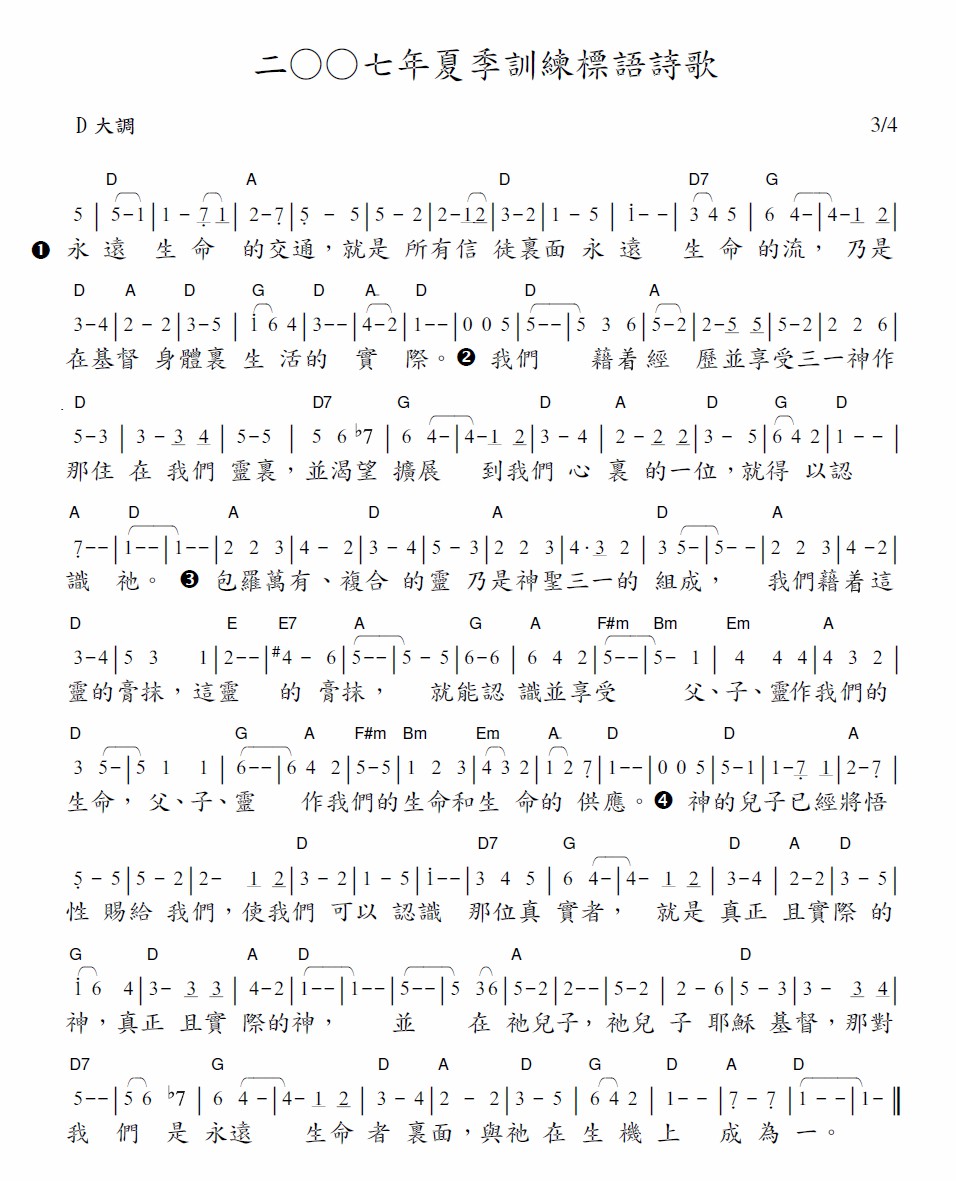 二〇〇七年夏季訓練標語詩歌
D 大調 3/4
D A D D7 G
5 | 5-1 |1 - 7 1| 2-7|5 - 5|5 - 2|2-12|3-2|1 - 5 |i- -|3 4 5| 6 4-|4-1 2|
❶ 永遠 生命 的交通，就是 所有信 徒裏面 永遠 生命的流， 乃是
D A D G D A D D A
3-4|2 - 2|3-5 |i 6 4|3--|4-2|1--|0 0 5|5--|5 3 6|5-2|2-5 5|5-2|2 2 6|
在基督 身體裏 生活的 實 際。❷ 我們 藉着經 歷並享受三一神作
D D7 G D A D G D
5-3 | 3 - 3 4 | 5-5 | 5 6 ♭7 | 6 4-|4-1 2|3 - 4| 2 - 2 2|3 - 5|6 4 2|1 - -|
那住 在 我們 靈裏，並渴望 擴展 到我們 心 裏 的一位，就得 以認
A D A D A D A
7--|1--|1--|2 2 3|4 - 2|3 - 4|5 - 3|2 2 3|4·3 2 | 3 5-|5- -|2 2 3|4 -2|
識 祂。 ❸ 包羅萬有、複合 的靈 乃是神聖三一的 組成， 我們藉着這
D E E7 A G A F#m Bm Em A
3-4|5 3 1|2--|#4 - 6|5--|5 - 5|6-6 | 6 4 2|5--|5- 1 | 4 4 4|4 3 2 |
靈的膏抹，這靈 的 膏抹， 就能認 識並享受 父、子、靈作我們的
D G A F#m Bm Em A D D A
3 5-|5 1 1 |6--|6 4 2|5-5|1 2 3|4 3 2|1 2 7|1--|0 0 5|5-1|1-7 1|2-7 |
生命，父、子、靈 作我們的生命和生 命的 供應。❹ 神的兒子已經將悟
D D7 G D A D
5 - 5|5 - 2|2- 1 2|3 - 2|1 - 5|i--|3 4 5 | 6 4-|4- 1 2 | 3-4 |2-2|3 - 5|
性 賜給 我們，使我們 可以 認識 那位真 實者， 就是 真正 且實際 的
G D A D A D
i 6 4|3- 3 3 | 4-2|1--|1--|5--|5 36|5-2|2--|5-2 | 2 - 6|5 - 3|3 - 3 4|
神，真正 且實 際的神， 並 在 祂兒子，祂兒 子 耶穌 基督，那對
D7 G D A D G D A D
5--|5 6 ♭7 | 6 4 -|4- 1 2 | 3 - 4|2 - 2|3 - 5 |6 4 2 | 1- -|7 - 7|1 - -|1- ‖
我 們 是 永遠 生命 者 裏面，與祂 在 生 機 上 成 為 一。